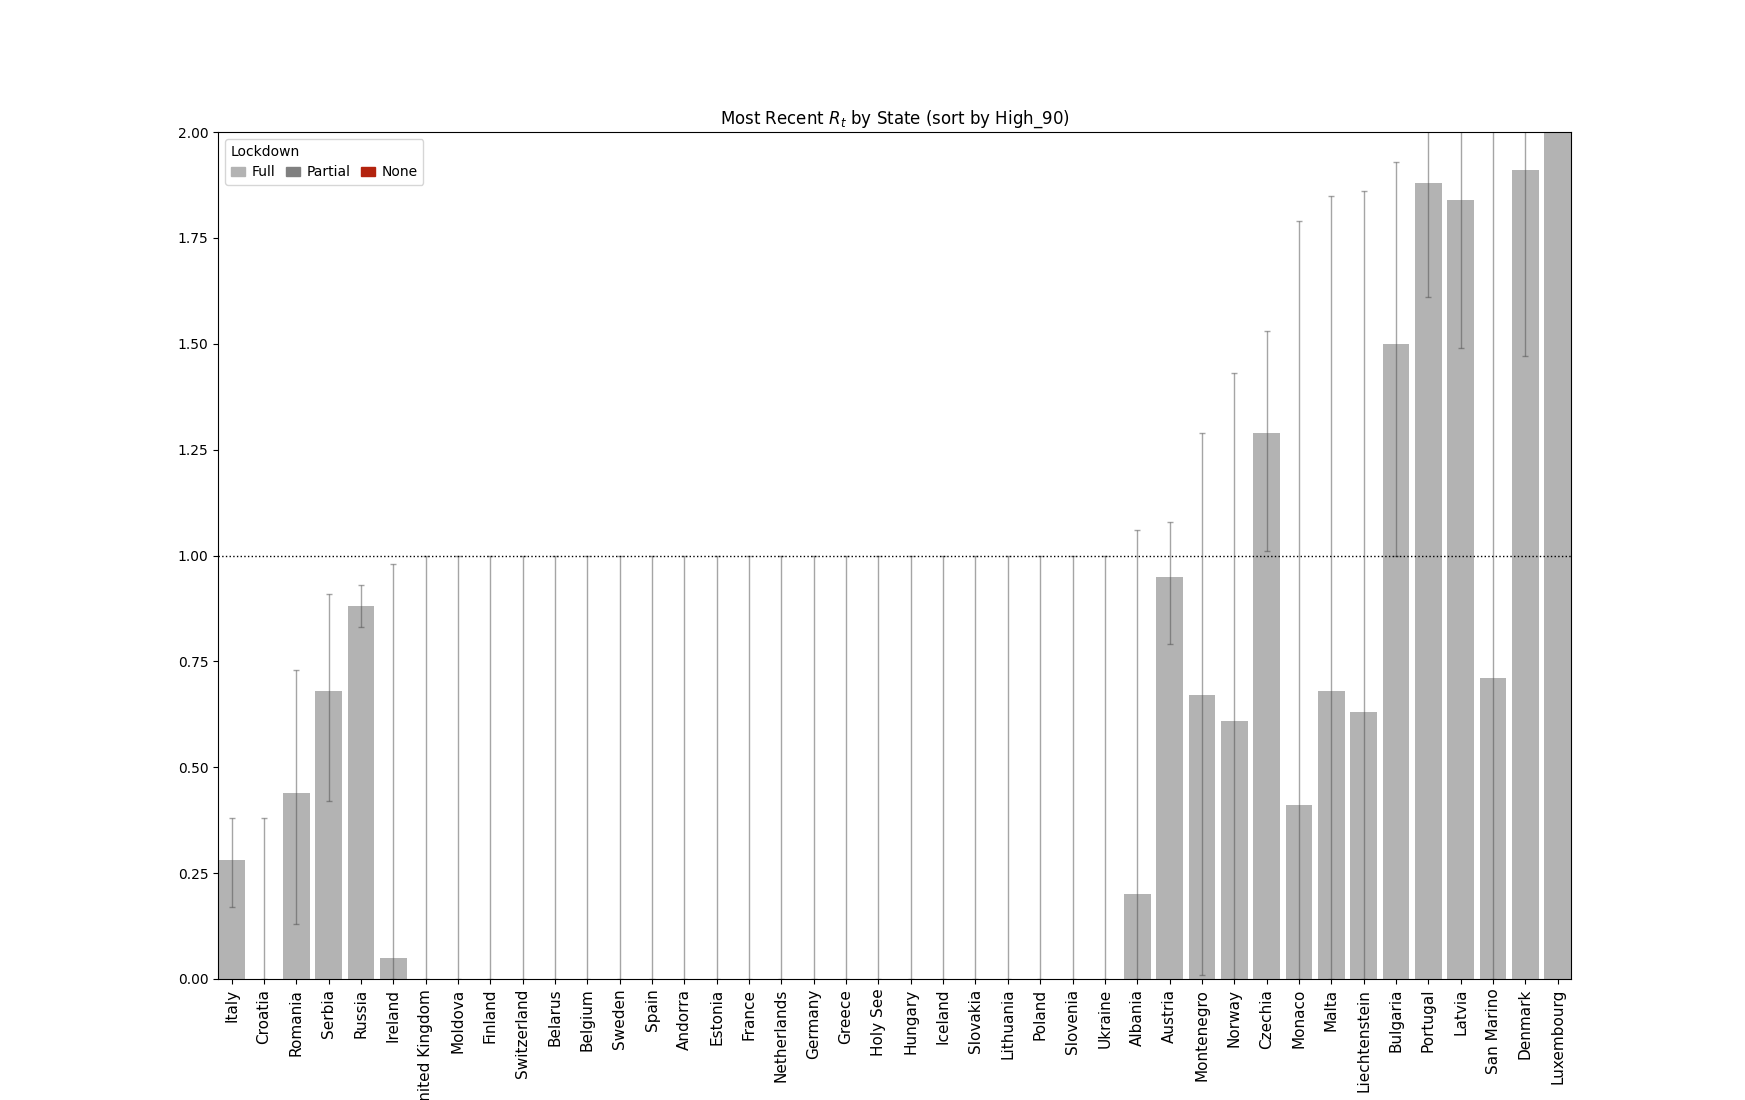 Most Recent Rt by State (sort by High_90)
Lockdown
Full Partial None
2.00
1.75
1.50
1.25
1.00
0.75
0.50
0.25
0.00
Italy
Croatia
Romania
Serbia
Russia
Ireland
nited Kingdom
Moldova
Finland
Switzerland
Belarus
Belgium
Sweden
Spain
Andorra
Estonia
France
Netherlands
Germany
Greece
Holy See
Hungary
Iceland
Slovakia
Lithuania
Poland
Slovenia
Ukraine
Albania
Austria
Montenegro
Norway
Czechia
Monaco
Malta
Liechtenstein
Bulgaria
Portugal
Latvia
San Marino
Denmark
Luxembourg